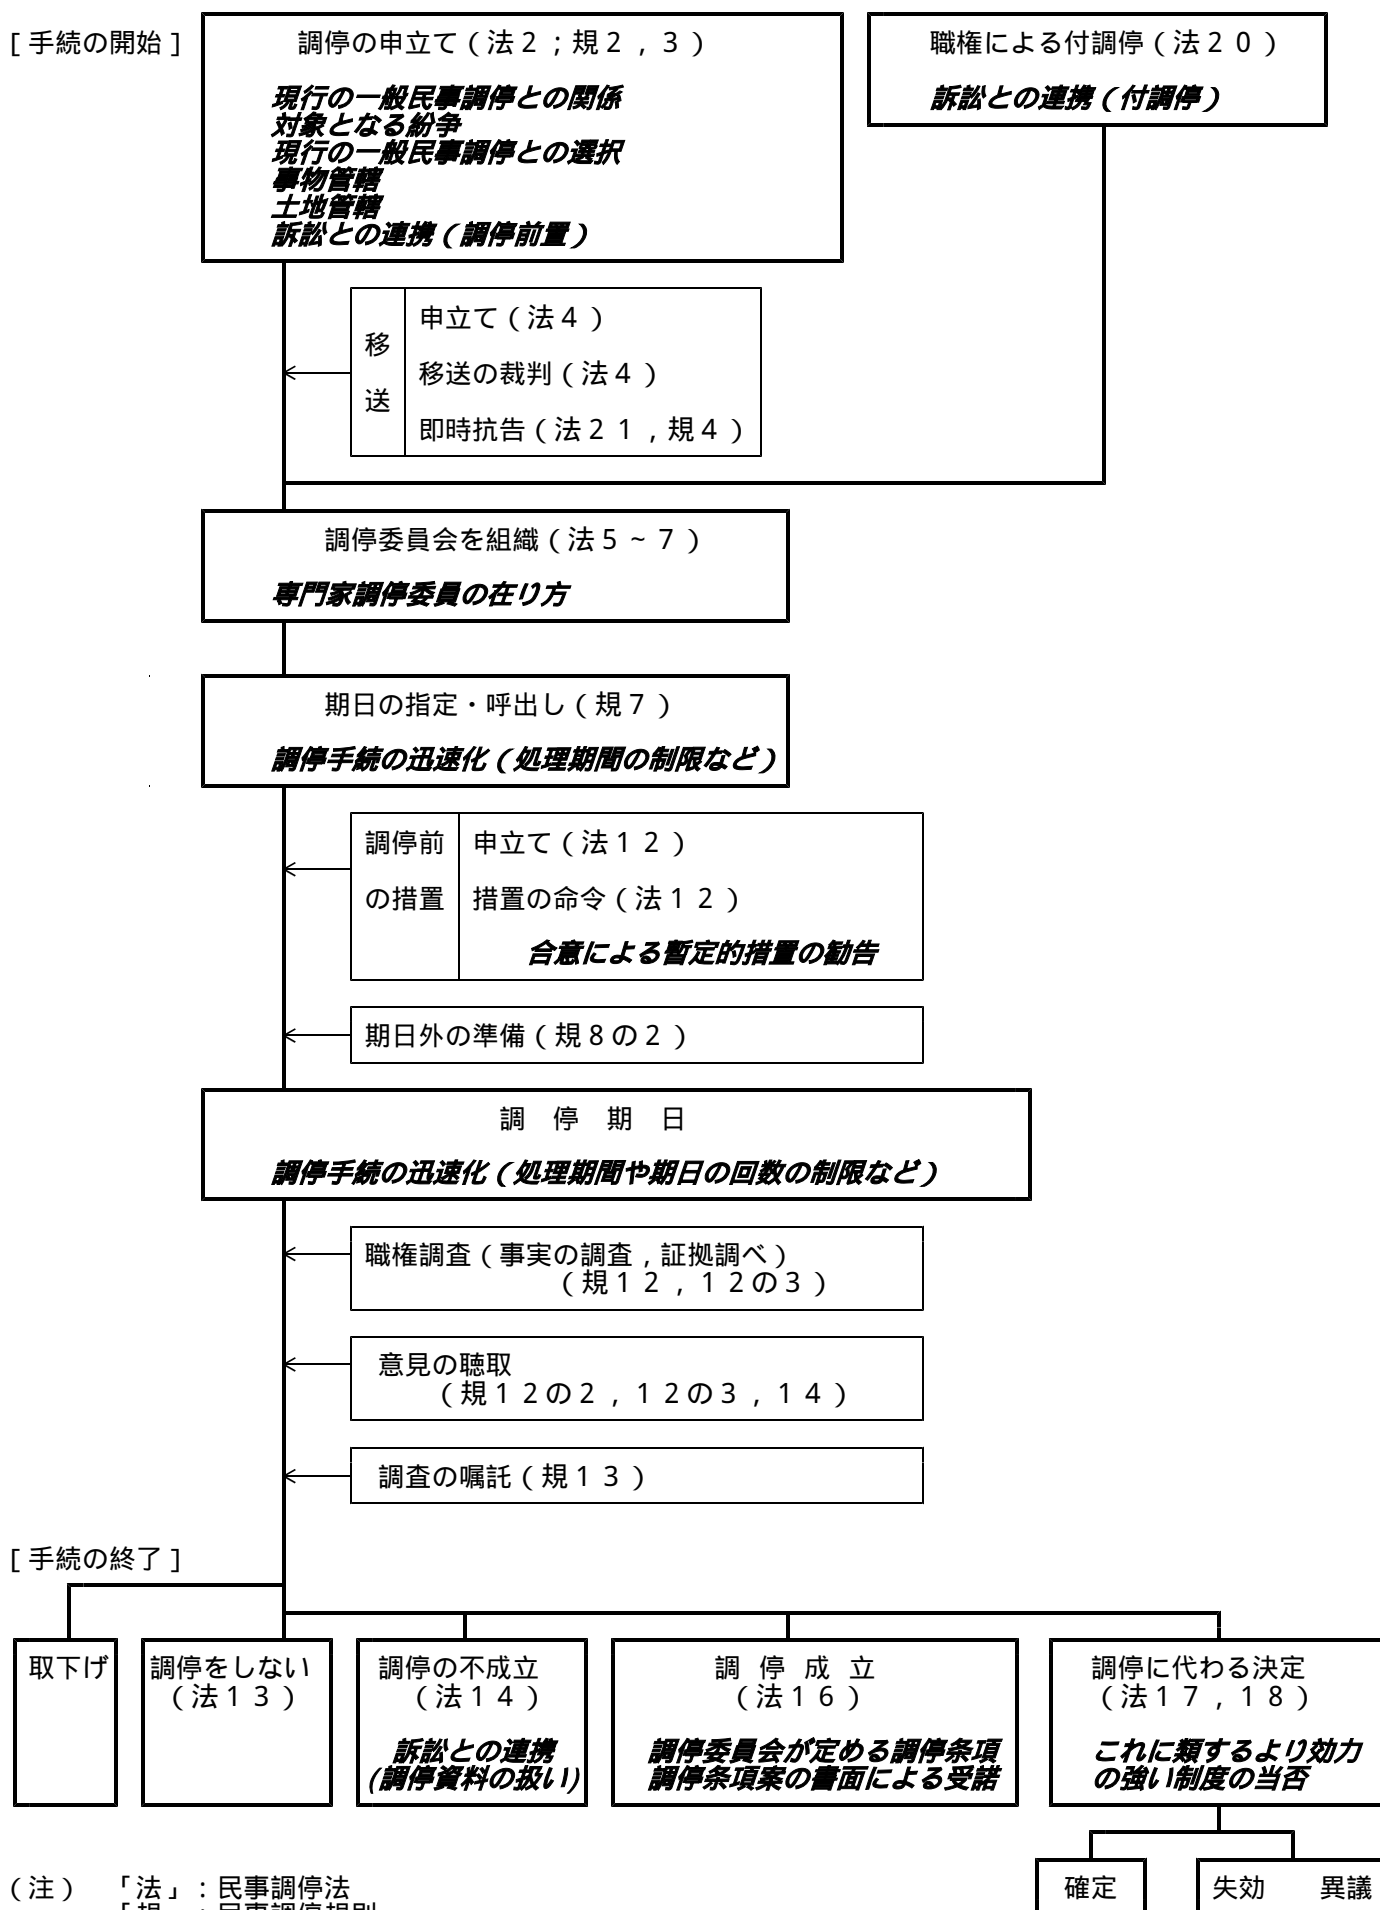 [手続の開始]
調停の申立て(法2;規2,3)
現行の一般民事調停との関係
対象となる紛争
現行の一般民事調停との選択
事物管轄
土地管轄
訴訟との連携(調停前置)
職権による付調停(法20)
訴訟との連携(付調停)
移送
申立て(法4)
移送の裁判(法4)
即時抗告(法21,規4)
調停委員会を組織(法5~7)
専門家調停委員の在り方
期日の指定・呼出し(規7)
調停手続の迅速化(処理期間の制限など)
調停前
の措置
申立て(法12)
措置の命令(法12)
合意による暫定的措置の勧告
期日外の準備(規8の2)
調 停 期 日
調停手続の迅速化(処理期間や期日の回数の制限など)
職権調査(事実の調査,証拠調べ)
(規12,12の3)
意見の聴取
(規12の2,12の3,14)
調査の嘱託(規13)
[手続の終了]
取下げ
調停をしない
(法13)
調停の不成立
(法14)
訴訟との連携
(調停資料の扱い)
調 停 成 立
(法16)
調停委員会が定める調停条項
調停条項案の書面による受諾
調停に代わる決定
(法17,18)
これに類するより効力
の強い制度の当否
確定
失効 異議
(注) 「法」:民事調停法
「規」:民事調停規則